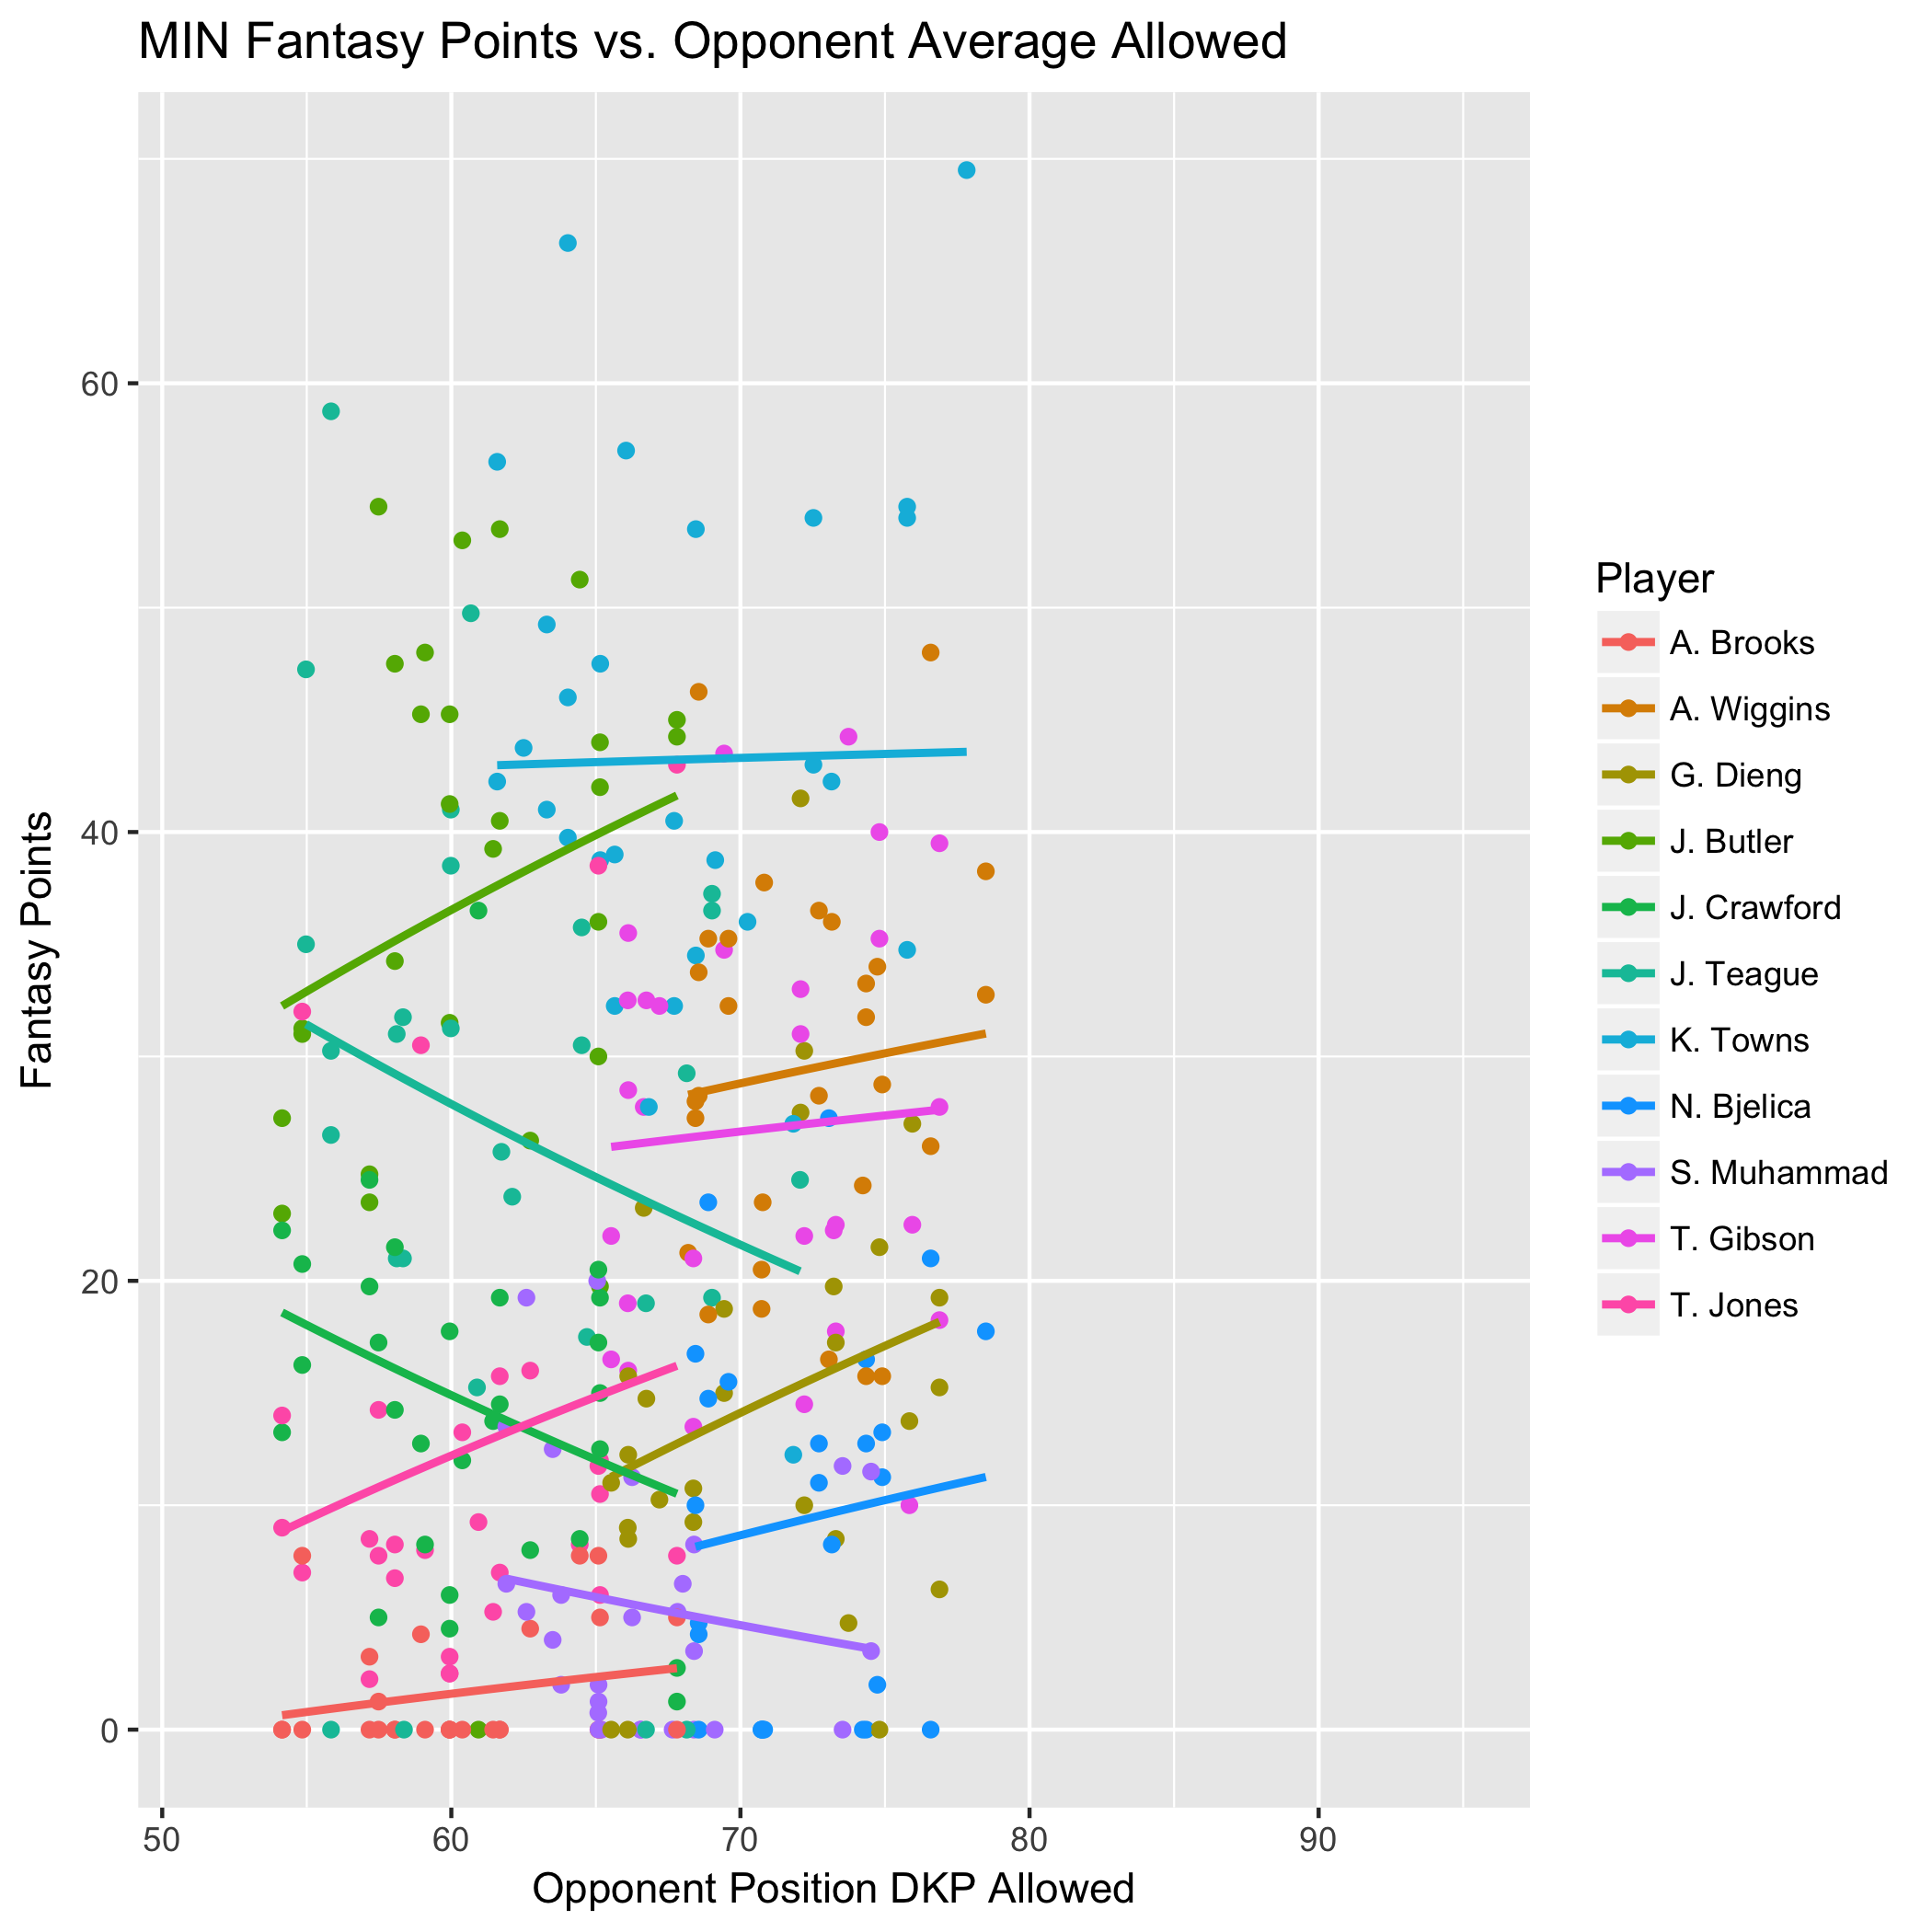 MIN Fantasy Points vs. Opponent Average Allowed
Fantasy Points
60
40
20
0
50 60 70 80 90
Opponent Position DKP Allowed
Player
A. Brooks
A. Wiggins
G. Dieng
J. Butler
J. Crawford
J. Teague
K. Towns
N. Bjelica
S. Muhammad
T. Gibson
T. Jones